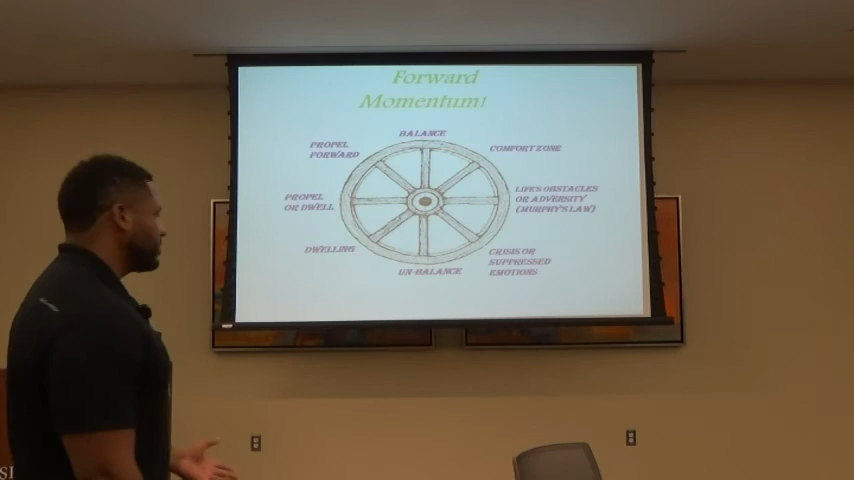 Forward
Momentum!
BALANCE
PROPEL
FORWARD
COMFORT ZONE
PROPEL
OR DWELL
LIFE'S OBSTACLES
OR ADVERSITY
(MURPHY'S LAW)
DWELLING
UN-BALANCE
CRISIS OR
SUPPRESSED
EMOTIONS
SI